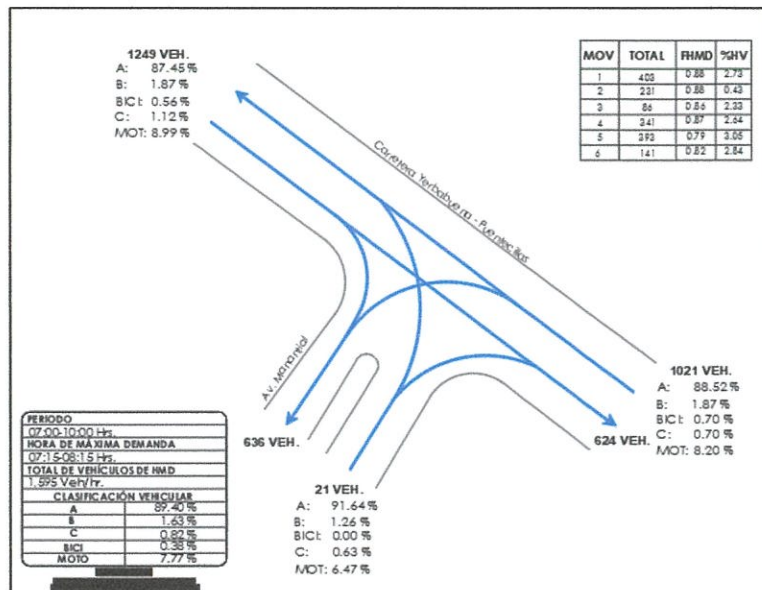 1249 VEH.
A: 87.45%
B: 1.87%
BICI: 0.56%
C: 1.12%
MOT: 8.99%
MOV TOTAL FHMD %HV
1 403 0.88 2.73
2 231 0.88 0.43
3 86 0.86 2.33
4 341 0.87 2.64
5 393 0.79 3.05
6 141 0.82 2.84
Carretera Yerbabuena - Puentecillas
Av. Manantial
1021 VEH.
A: 88.52%
B: 1.87%
BICI: 0.70%
C: 0.70%
MOT: 8.20%
624 VEH.
636 VEH.
21 VEH.
A: 91.64%
B: 1.26%
BICI: 0.00%
C: 0.63%
MOT: 6.47%
PERIODO
07:00-10:00 Hrs.
HORA DE MÁXIMA DEMANDA
07:15-08:15 Hrs.
TOTAL DE VEHÍCULOS DE HMD
1,595 Veh/hr.
CLASIFICACIÓN VEHICULAR
A 89.40%
B 1.63%
C 0.82%
BICI 0.38%
MOTO 7.77%